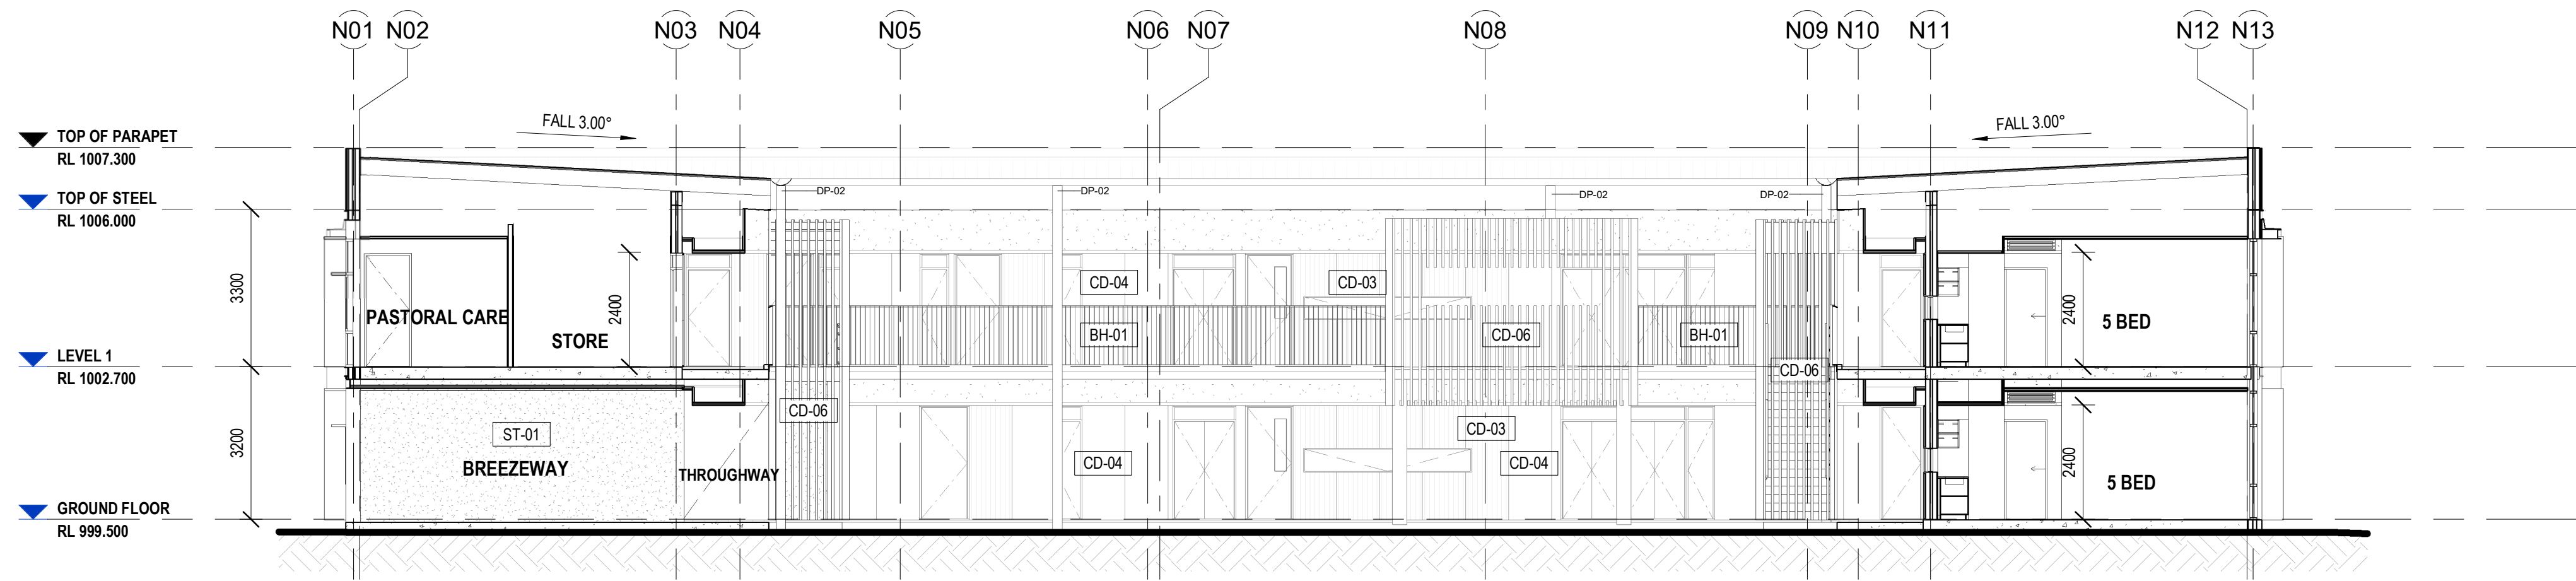 N01 N02 N03 N04 N05 N06 N07 N08 N09 N10 N11 N12 N13
FALL 3.00° FALL 3.00°
TOP OF PARAPET
RL 1007.300
DP-02 DP-02 DP-02 DP-02
TOP OF STEEL
RL 1006.000
3300
2400
2400
CD-04 CD-03
PASTORAL CARE
STORE
BH-01 CD-06 BH-01
5 BED
LEVEL 1
RL 1002.700
CD-06
CD-06
3200
ST-01
CD-03
2400
BREEZEWAY
THROUGHWAY
CD-04 CD-04
5 BED
GROUND FLOOR
RL 999.500